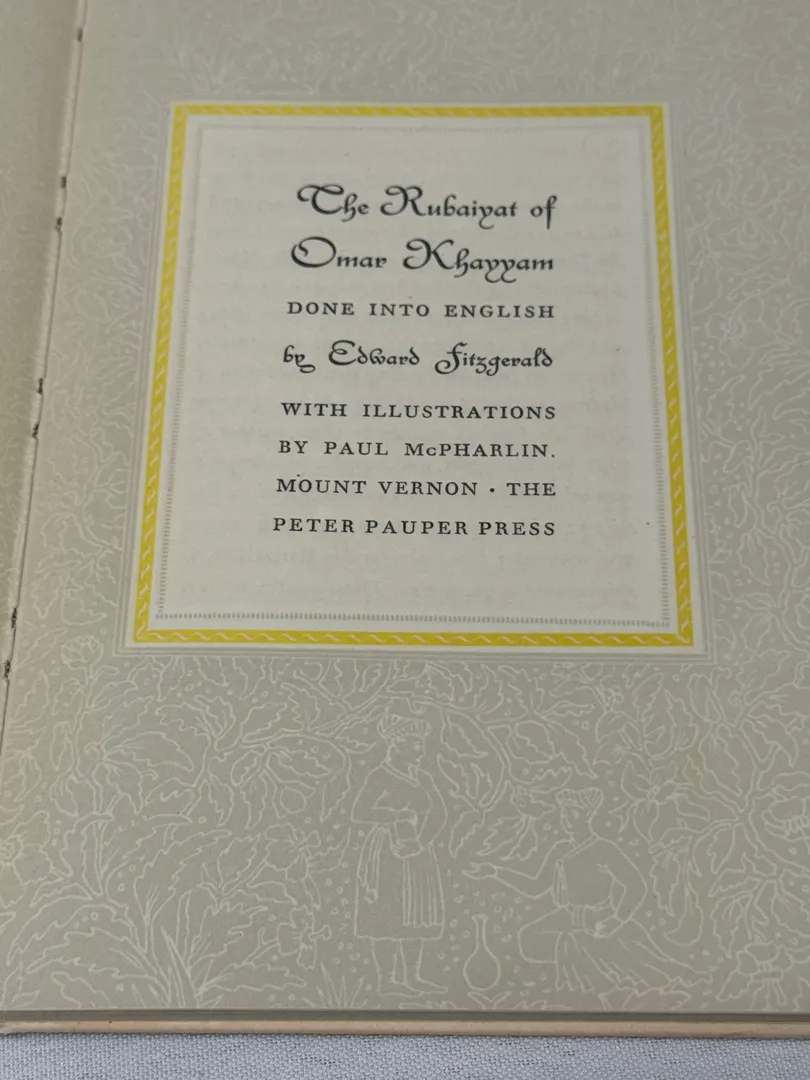 The Rubaiyat of
Omar Khayyam
DONE INTO ENGLISH
by Edward Fitzgerald
WITH ILLUSTRATIONS
BY PAUL McPHARLIN.
MOUNT VERNON · THE
PETER PAUPER PRESS